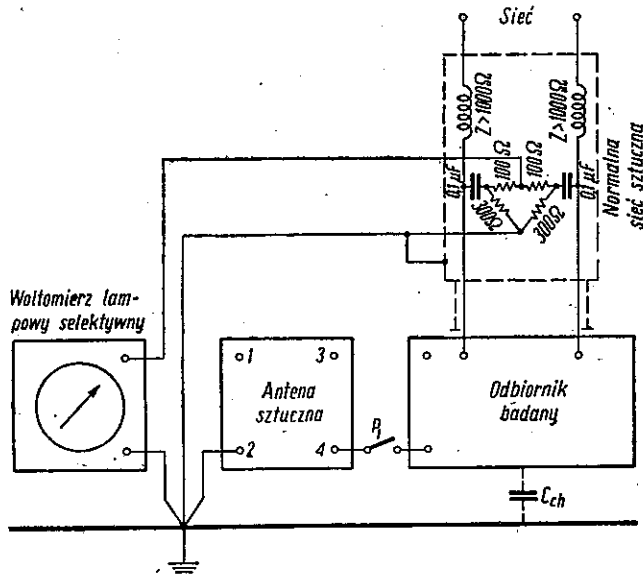 Sieć
Z>1000Ω
Z>1000Ω
0,1 µF
100Ω
100Ω
0,1 µF
300Ω
300Ω
Normalna
sieć sztuczna
Woltomierz lam-
powy selektywny
1
3
Antena
sztuczna
2
4
P₁
Odbiornik
badany
C_ch